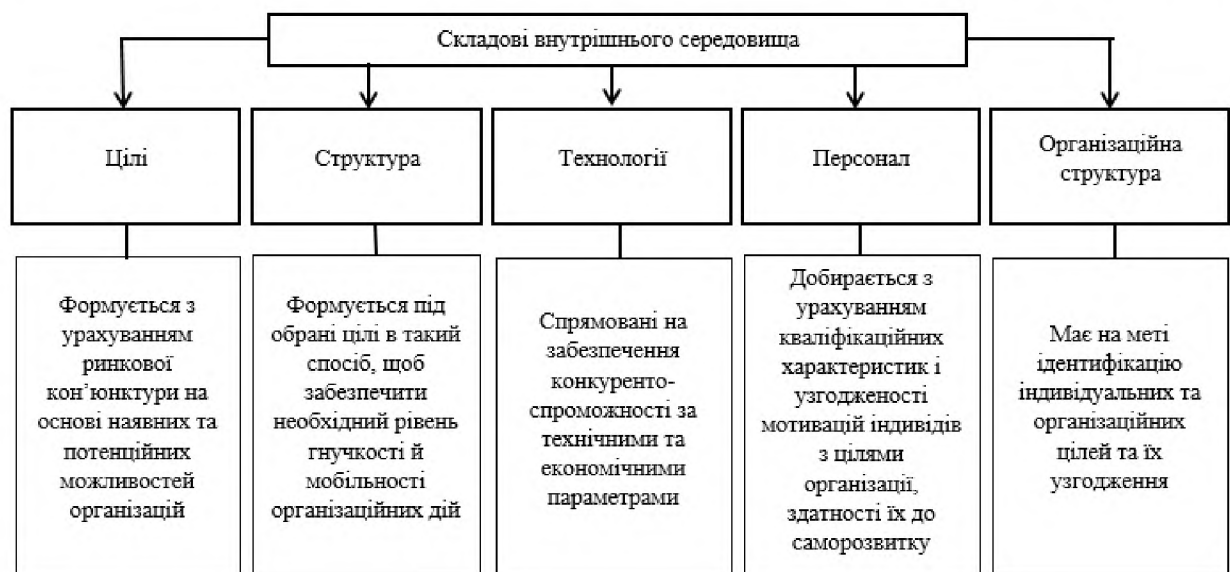 Складові внутрішнього середовища
Цілі
Структура
Технології
Персонал
Організаційна
структура
Формується з
урахуванням
ринкової
кон’юнктури на
основі наявних та
потенційних
можливостей
організацій
Формується під
обрані цілі в такий
спосіб, щоб
забезпечити
необхідний рівень
гнучкості й
мобільності
організаційних дій
Спрямовані на
забезпечення
конкуренто-
спроможності за
технічними та
економічними
параметрами
Добирається з
урахуванням
кваліфікаційних
характеристик і
узгодженості
мотивацій індивідів
з цілями
організації,
здатності їх до
саморозвитку
Має на меті
ідентифікацію
індивідуальних та
організаційних
цілей та їх
узгодження